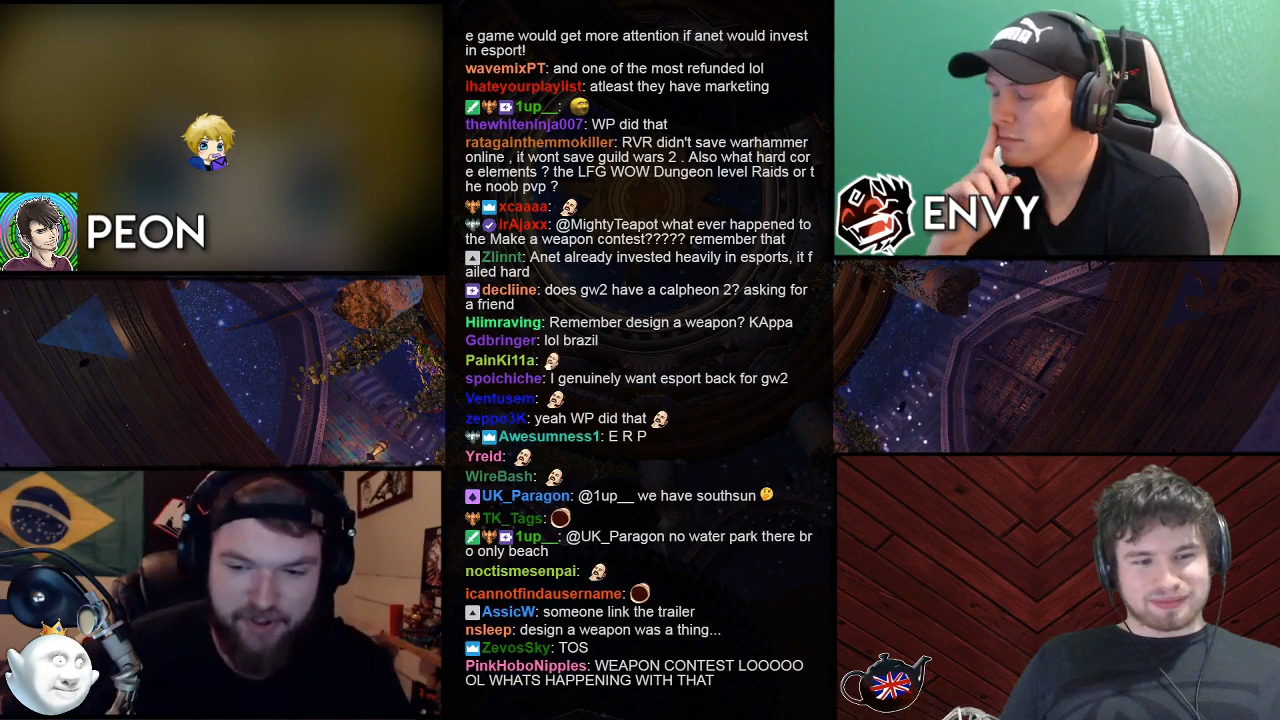 e game would get more attention if anet would invest
in esport!
wavemixPT: and one of the most refunded lol
ihateyourplaylist: atleast they have marketing
1up__:
thewhiteninja007: WP did that
ratagainthemmokiller: RVR didn't save warhammer
online , it wont save guild wars 2 . Also what hard cor
e elements ? the LFG WOW Dungeon level Raids or t
he noob pvp ?
xcaaaa:
IrAjaxx: @MightyTeapot what ever happened to
the Make a weapon contest????? remember that
Zlinnt: Anet already invested heavily in esports, it f
ailed hard
decliine: does gw2 have a calpheon 2? asking for
a friend
Hiimraving: Remember design a weapon? KAppa
Gdbringer: lol brazil
PainKi11a:
spoichiche: I genuinely want esport back for gw2
Ventusem:
zeppo3K: yeah WP did that
Awesumness1: E R P
Yreld:
WireBash:
UK_Paragon: @1up__ we have southsun
TK_Tags:
1up__: @UK_Paragon no water park there br
o only beach
noctismesenpai:
icannotfindausername:
AssicW: someone link the trailer
nsleep: design a weapon was a thing...
ZevosSky: TOS
PinkHoboNipples: WEAPON CONTEST LOOOOO
OL WHATS HAPPENING WITH THAT
PEON
PUMA
ENVY